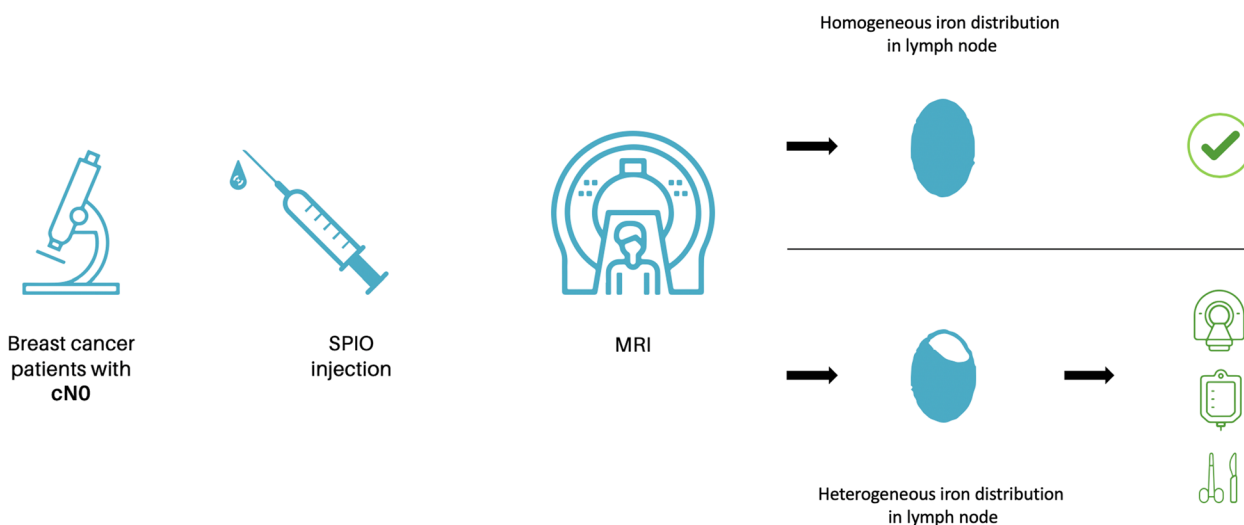 Homogeneous iron distribution
in lymph node
Breast cancer
patients with
cN0
SPIO
injection
MRI
Heterogeneous iron distribution
in lymph node